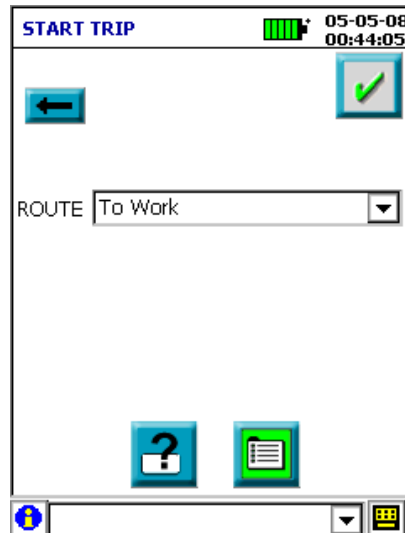 START TRIP
05-05-08
00:44:05
ROUTE To Work
?
i